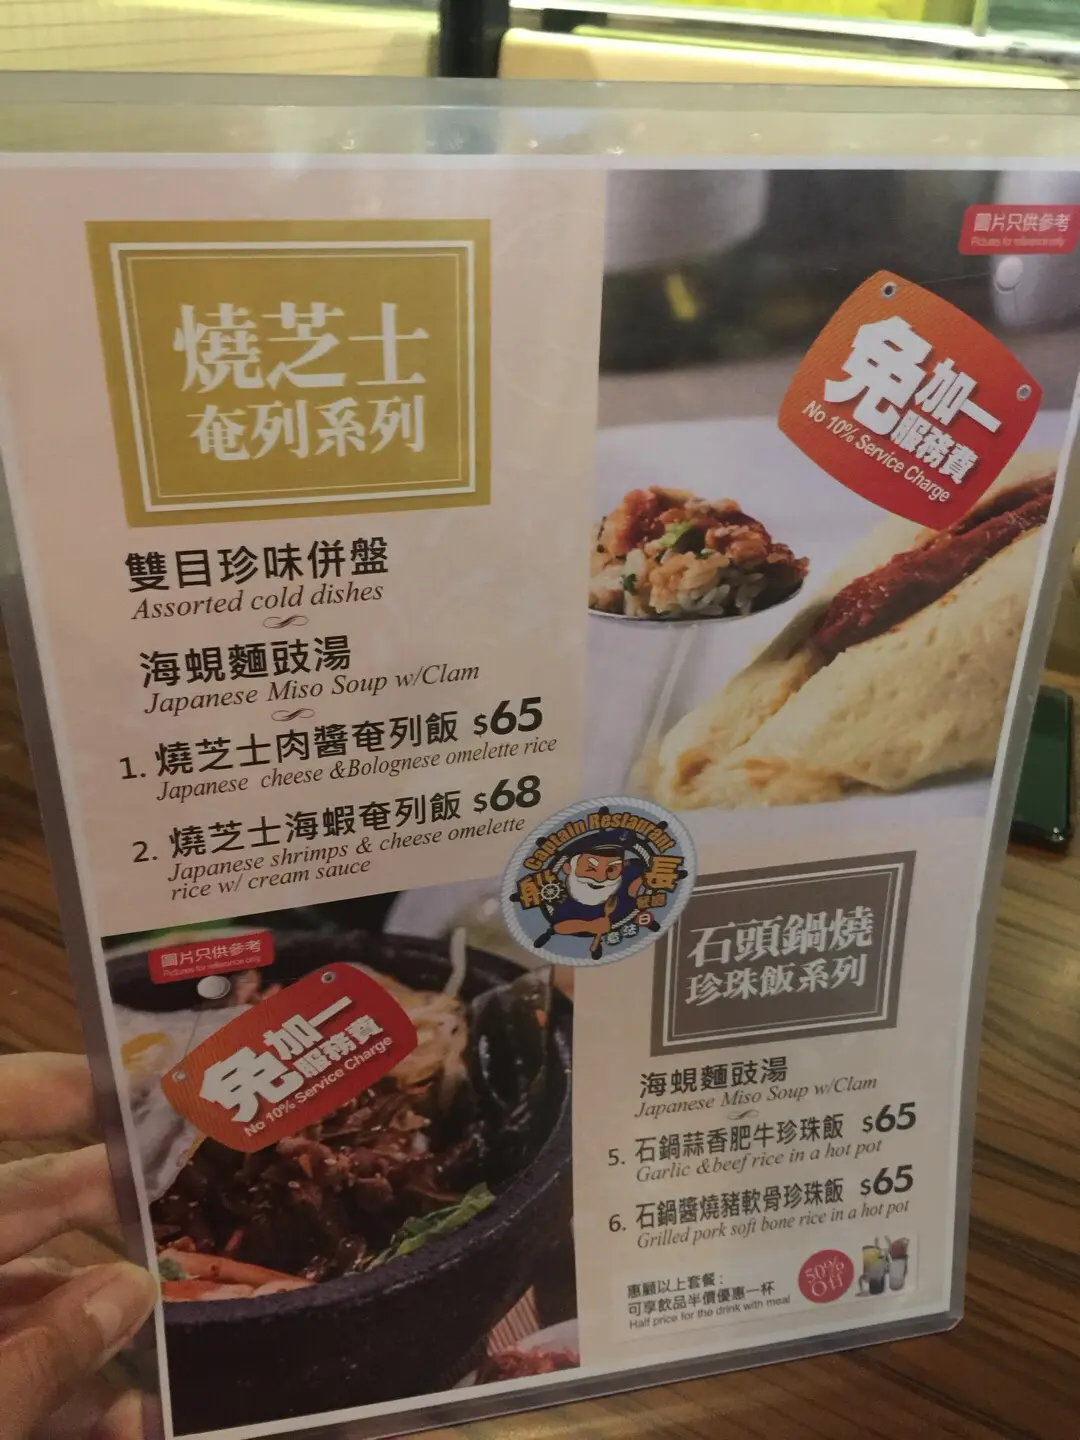 燒芝士
奄列系列
雙目珍味併盤
Assorted cold dishes
海蜆麵豉湯
Japanese Miso Soup w/Clam
1. 燒芝士肉醬奄列飯 $65
Japanese cheese &Bolognese omelette rice
2. 燒芝士海蝦奄列飯 $68
Japanese shrimps & cheese omelette
rice w/ cream sauce
圖片只供參考
Pictures for reference only
免加一
服務費
No 10% Service Charge
Captain Restaurant
船長
餐廳
日法意
圖片只供參考
Pictures for reference only
免加一
服務費
No 10% Service Charge
石頭鍋燒
珍珠飯系列
海蜆麵豉湯
Japanese Miso Soup w/Clam
5. 石鍋蒜香肥牛珍珠飯 $65
Garlic &beef rice in a hot pot
6. 石鍋醬燒豬軟骨珍珠飯 $65
Grilled pork soft bone rice in a hot pot
惠顧以上套餐：
可享飲品半價優惠一杯
Half price for the drink with meal
50%
Off